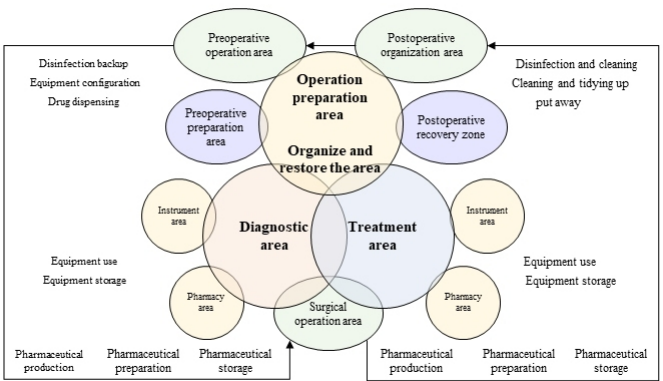 Preoperative
operation area
Postoperative
organization area
Disinfection backup
Equipment configuration
Drug dispensing
Operation
preparation
area
Organize and
restore the area
Disinfection and cleaning
Cleaning and tidying up
put away
Preoperative
preparation
area
Postoperative
recovery zone
Instrument
area
Diagnostic
area
Treatment
area
Instrument
area
Equipment use
Equipment storage
Equipment use
Equipment storage
Pharmacy
area
Surgical
operation area
Pharmacy
area
Pharmaceutical
production
Pharmaceutical
preparation
Pharmaceutical
storage
Pharmaceutical
production
Pharmaceutical
preparation
Pharmaceutical
storage